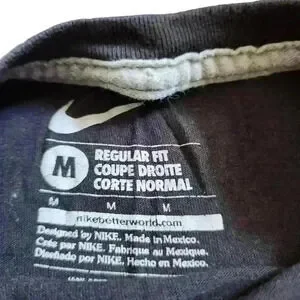 M
REGULAR FIT
COUPE DROITE
CORTE NORMAL
M M M
nikebetterworld.com
Designed by NIKE. Made in Mexico.
Créé par NIKE. Fabriqué au Mexique.
Diseñado por NIKE. Hecho en Mexico.